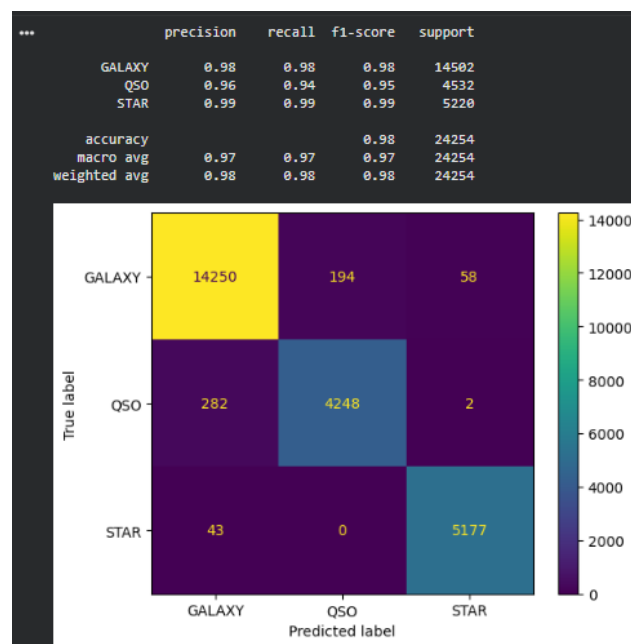 precision recall f1-score support
GALAXY 0.98 0.98 0.98 14502
QSO 0.96 0.94 0.95 4532
STAR 0.99 0.99 0.99 5220
accuracy 0.98 24254
macro avg 0.97 0.97 0.97 24254
weighted avg 0.98 0.98 0.98 24254
14000
GALAXY 14250 194 58
12000
10000
8000
True label
QSO 282 4248 2
6000
4000
STAR 43 0 5177
2000
0
GALAXY QSO STAR
Predicted label